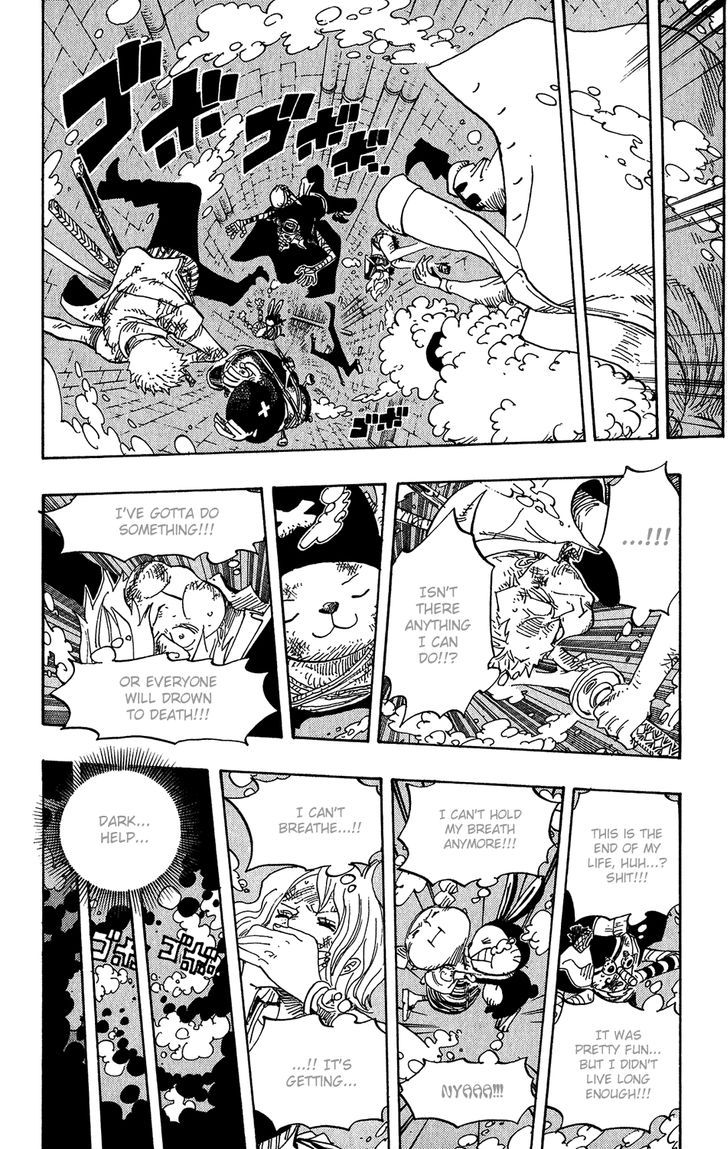 ゴボ
ゴボボ
ゴボ
...!!!
ISN'T
THERE
ANYTHING
I CAN
DO!!?
I'VE GOTTA DO
SOMETHING!!!
OR EVERYONE
WILL DROWN
TO DEATH!!!
THIS IS THE
END OF MY
LIFE, HUH...?
SHIT!!!
IT WAS
PRETTY FUN...
BUT I DIDN'T
LIVE LONG
ENOUGH!!!
I CAN'T HOLD
MY BREATH
ANYMORE!!!
NYAAA!!!
I CAN'T
BREATHE...!!
...!! IT'S
GETTING...
DARK...
HELP...